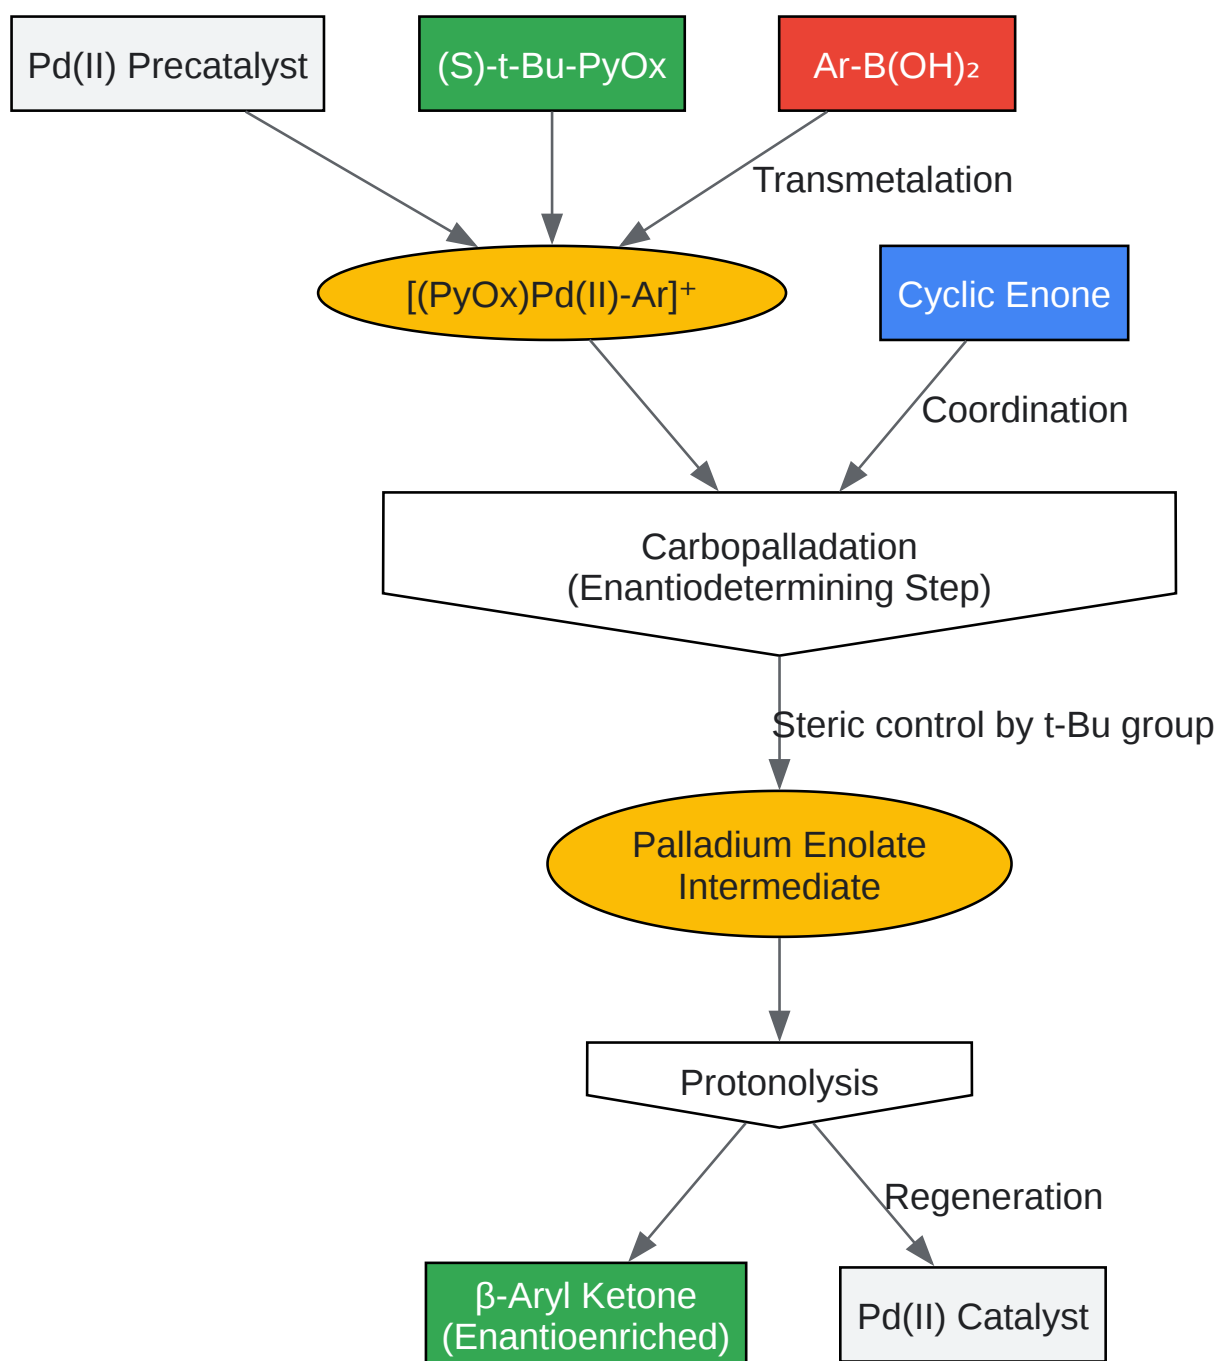 Pd(II) Precatalyst
(S)-t-Bu-PyOx
Ar-B(OH)₂
Transmetalation
[(PyOx)Pd(II)-Ar]⁺
Cyclic Enone
Coordination
Carbopalladation
(Enantiodetermining Step)
Steric control by t-Bu group
Palladium Enolate
Intermediate
Protonolysis
Regeneration
β-Aryl Ketone
(Enantioenriched)
Pd(II) Catalyst